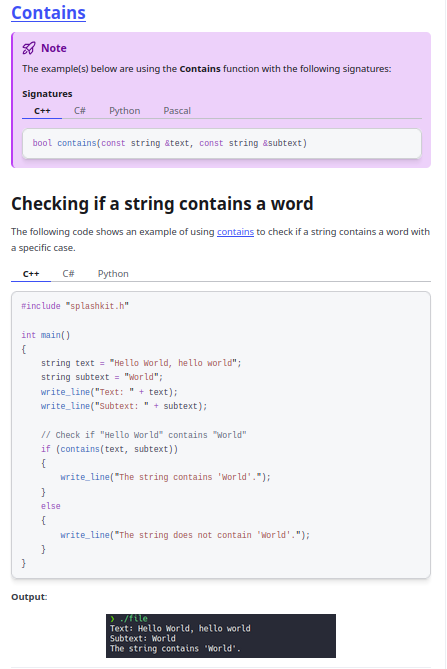 Contains
Note
The example(s) below are using the Contains function with the following signatures:
Signatures
C++ C# Python Pascal
bool contains(const string &text, const string &subtext)
Checking if a string contains a word
The following code shows an example of using contains to check if a string contains a word with
a specific case.
C++ C# Python
#include "splashkit.h"
int main()
{
    string text = "Hello World, hello world";
    string subtext = "World";
    write_line("Text: " + text);
    write_line("Subtext: " + subtext);
    // Check if "Hello World" contains "World"
    if (contains(text, subtext))
    {
        write_line("The string contains 'World'.");
    }
    else
    {
        write_line("The string does not contain 'World'.");
    }
}
Output:
❯ ./file
Text: Hello World, hello world
Subtext: World
The string contains 'World'.